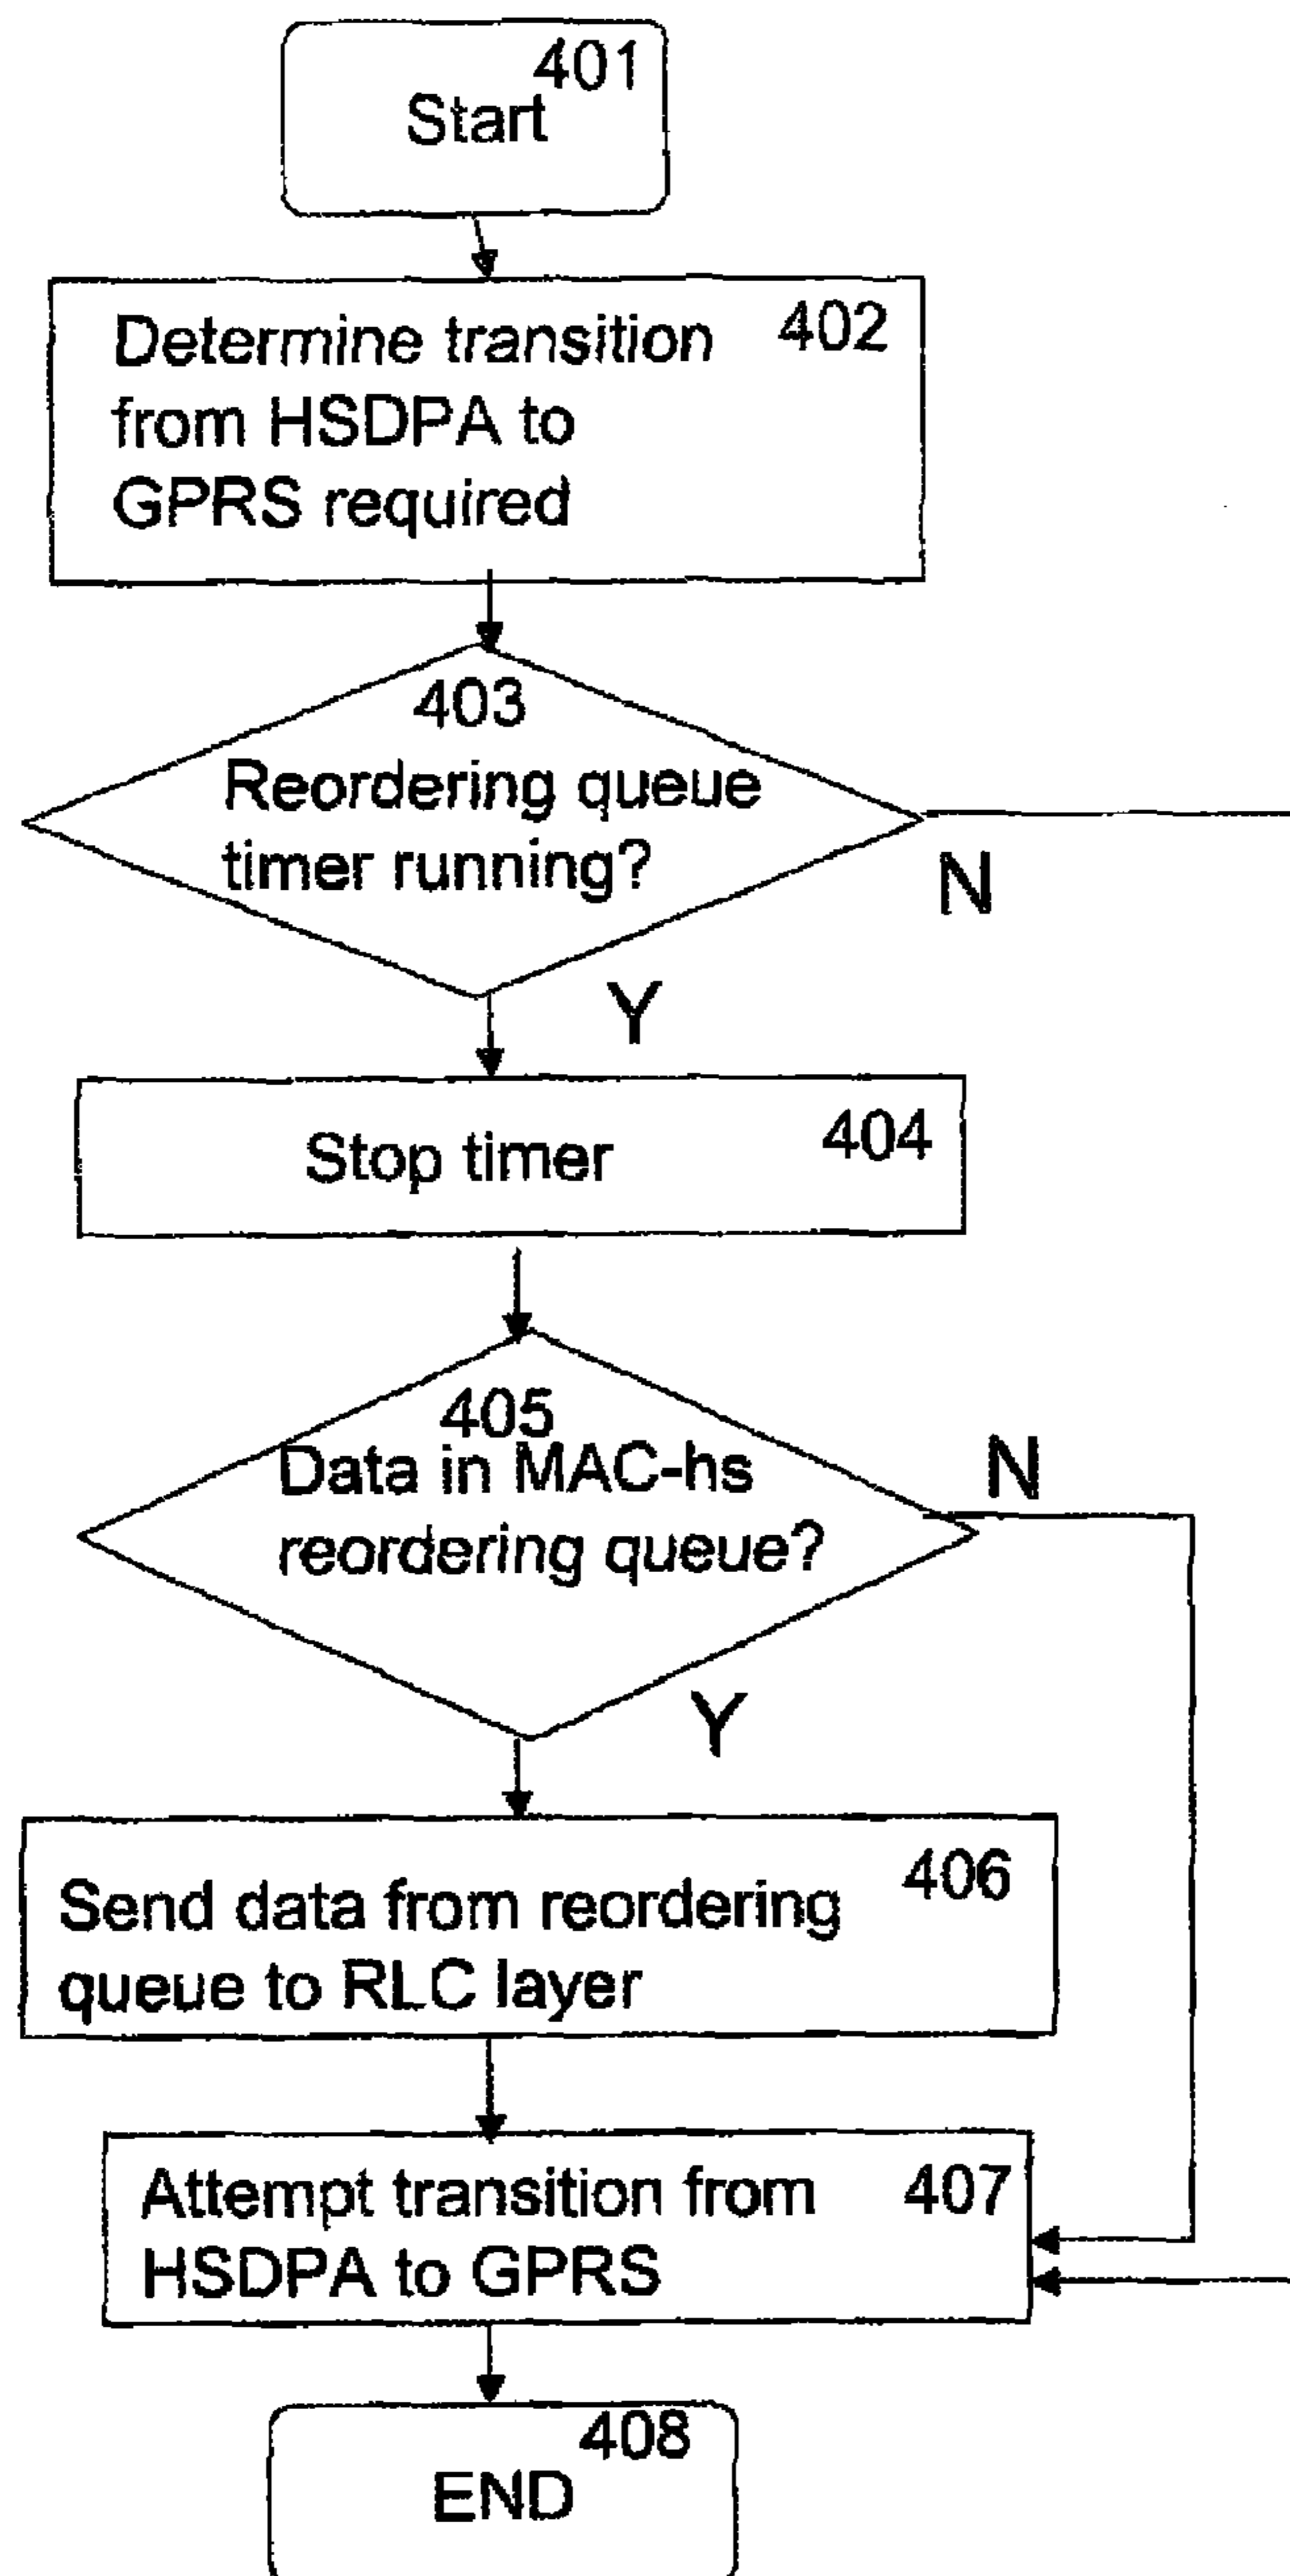 401
Start
402
Determine transition
from HSDPA to
GPRS required
403
Reordering queue
timer running?
N
Y
Stop timer 404
405
Data in MAC-hs
reordering queue?
N
Y
406
Send data from reordering
queue to RLC layer
Attempt transition from 407
HSDPA to GPRS
408
END